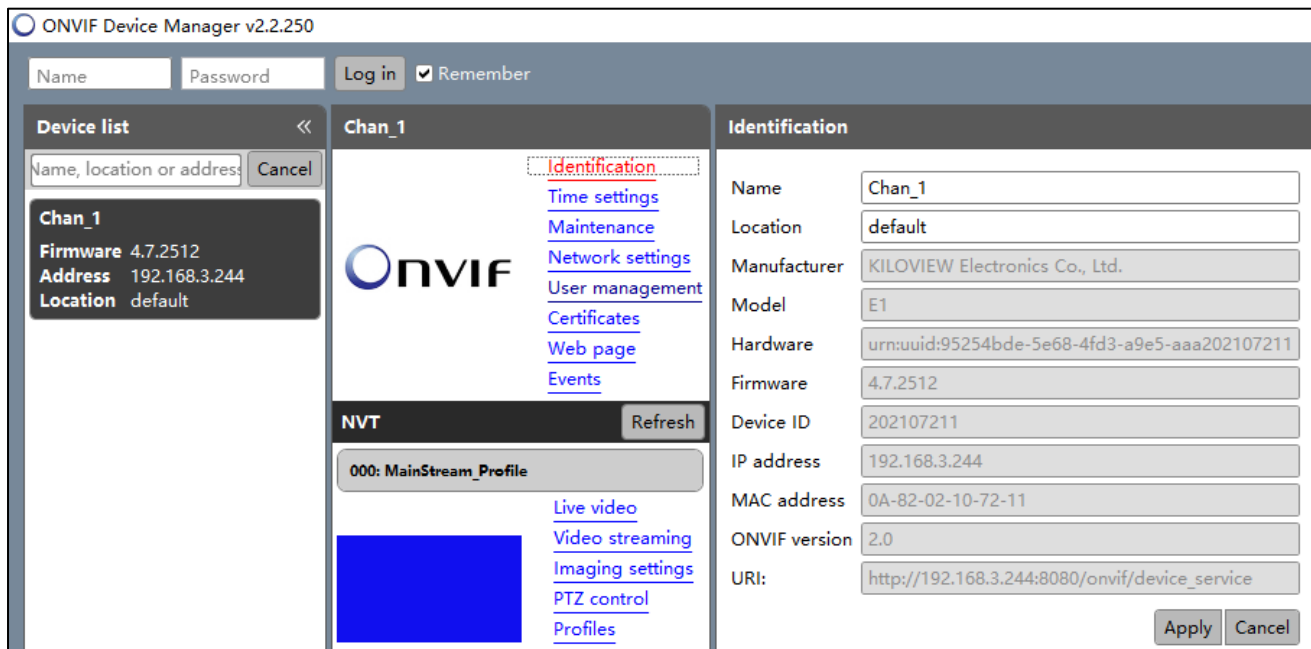 ONVIF Device Manager v2.2.250
Name Password Log in Remember
Device list «
Name, location or address Cancel
Chan_1
Firmware 4.7.2512
Address 192.168.3.244
Location default
Chan_1
ONVIF
Identification
Time settings
Maintenance
Network settings
User management
Certificates
Web page
Events
NVT Refresh
000: MainStream_Profile
Live video
Video streaming
Imaging settings
PTZ control
Profiles
Identification
Name Chan_1
Location default
Manufacturer KILOVIEW Electronics Co., Ltd.
Model E1
Hardware urn:uuid:95254bde-5e68-4fd3-a9e5-aaa202107211
Firmware 4.7.2512
Device ID 202107211
IP address 192.168.3.244
MAC address 0A-82-02-10-72-11
ONVIF version 2.0
URI: http://192.168.3.244:8080/onvif/device_service
Apply Cancel